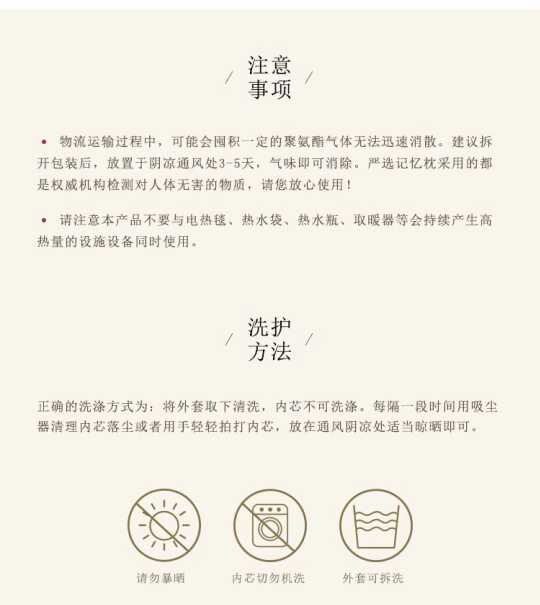 注意
事项
• 物流运输过程中，可能会囤积一定的聚氨酯气体无法迅速消散。建议拆
开包装后，放置于阴凉通风处3-5天，气味即可消除。严选记忆枕采用的都
是权威机构检测对人体无害的物质，请您放心使用！
• 请注意本产品不要与电热毯、热水袋、热水瓶、取暖器等会持续产生高
热量的设施设备同时使用。
洗护
方法
正确的洗涤方式为：将外套取下清洗，内芯不可洗涤。每隔一段时间用吸尘
器清理内芯落尘或者用手轻轻拍打内芯，放在通风阴凉处适当晾晒即可。
请勿暴晒
内芯切勿机洗
外套可拆洗